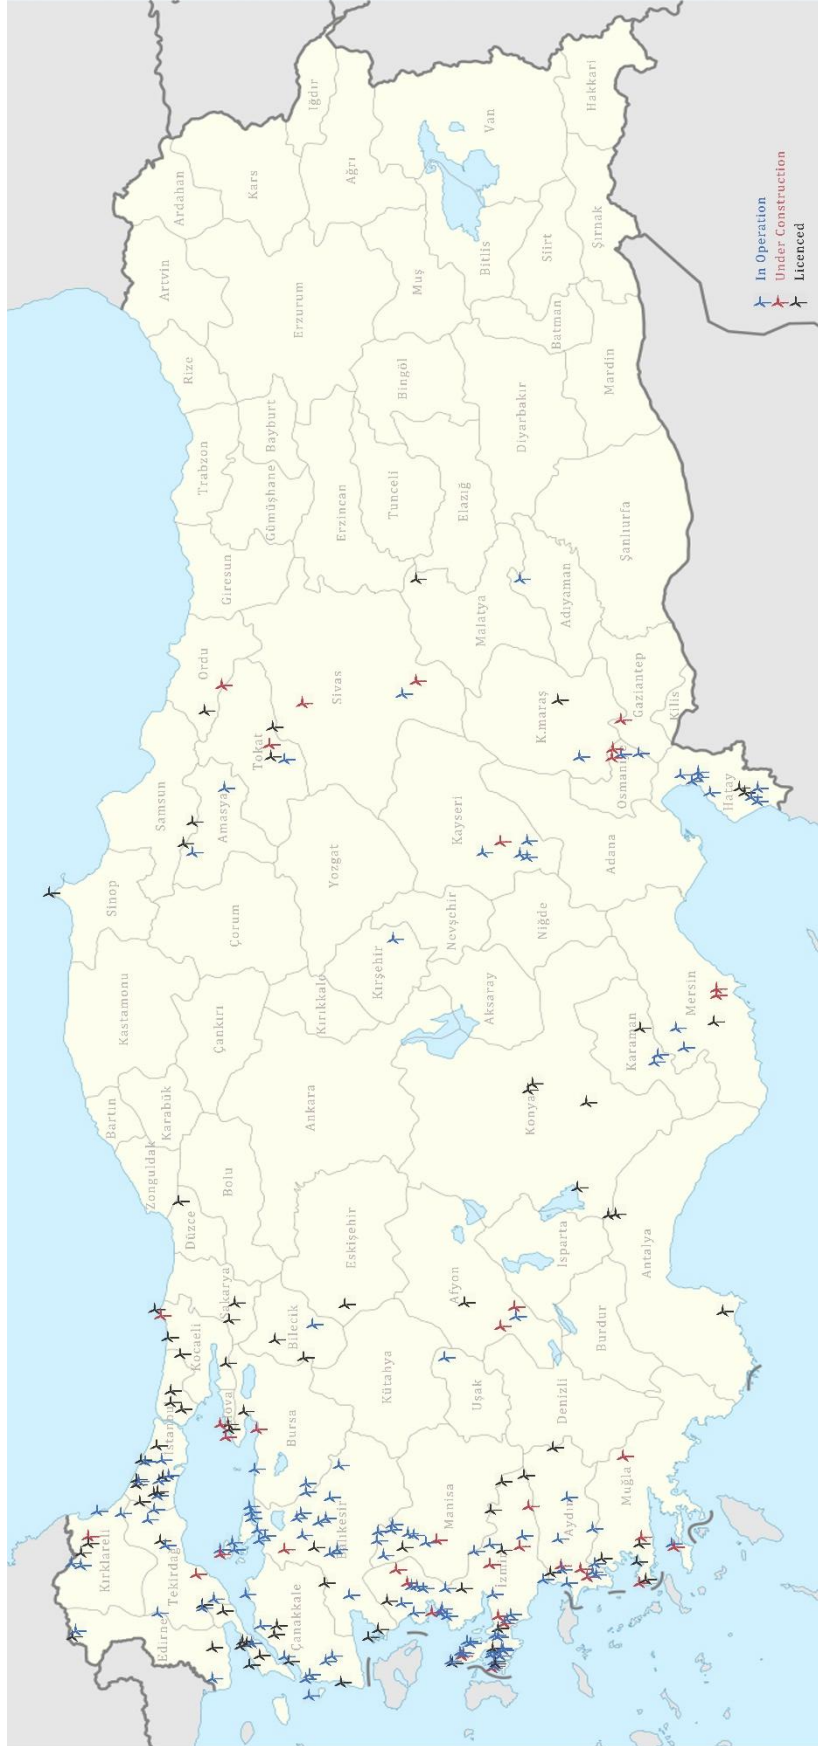 Kırklareli
Edirne
Tekirdağ
İstanbul
Çanakkale
Balıkesir
Yalova
Bursa
Kocaeli
Sakarya
Bilecik
Düzce
Zonguldak
Bolu
Bartın
Karabük
Kastamonu
Çankırı
Sinop
Çorum
Samsun
Amasya
Tokat
Ordu
Giresun
Trabzon
Gümüşhane
Bayburt
Rize
Artvin
Ardahan
Kars
Iğdır
Ağrı
Erzurum
Erzincan
Sivas
Yozgat
Kırıkkale
Ankara
Eskişehir
Kütahya
Manisa
İzmir
Uşak
Afyon
Kırşehir
Nevşehir
Kayseri
Malatya
Tunceli
Elazığ
Bingöl
Muş
Bitlis
Van
Hakkari
Şırnak
Siirt
Batman
Diyarbakır
Mardin
Şanlıurfa
Adıyaman
K.maraş
Gaziantep
Kilis
Osmaniye
Hatay
Adana
Niğde
Aksaray
Konya
Karaman
Mersin
Isparta
Antalya
Burdur
Denizli
Aydın
Muğla
In Operation
Under Construction
Licenced